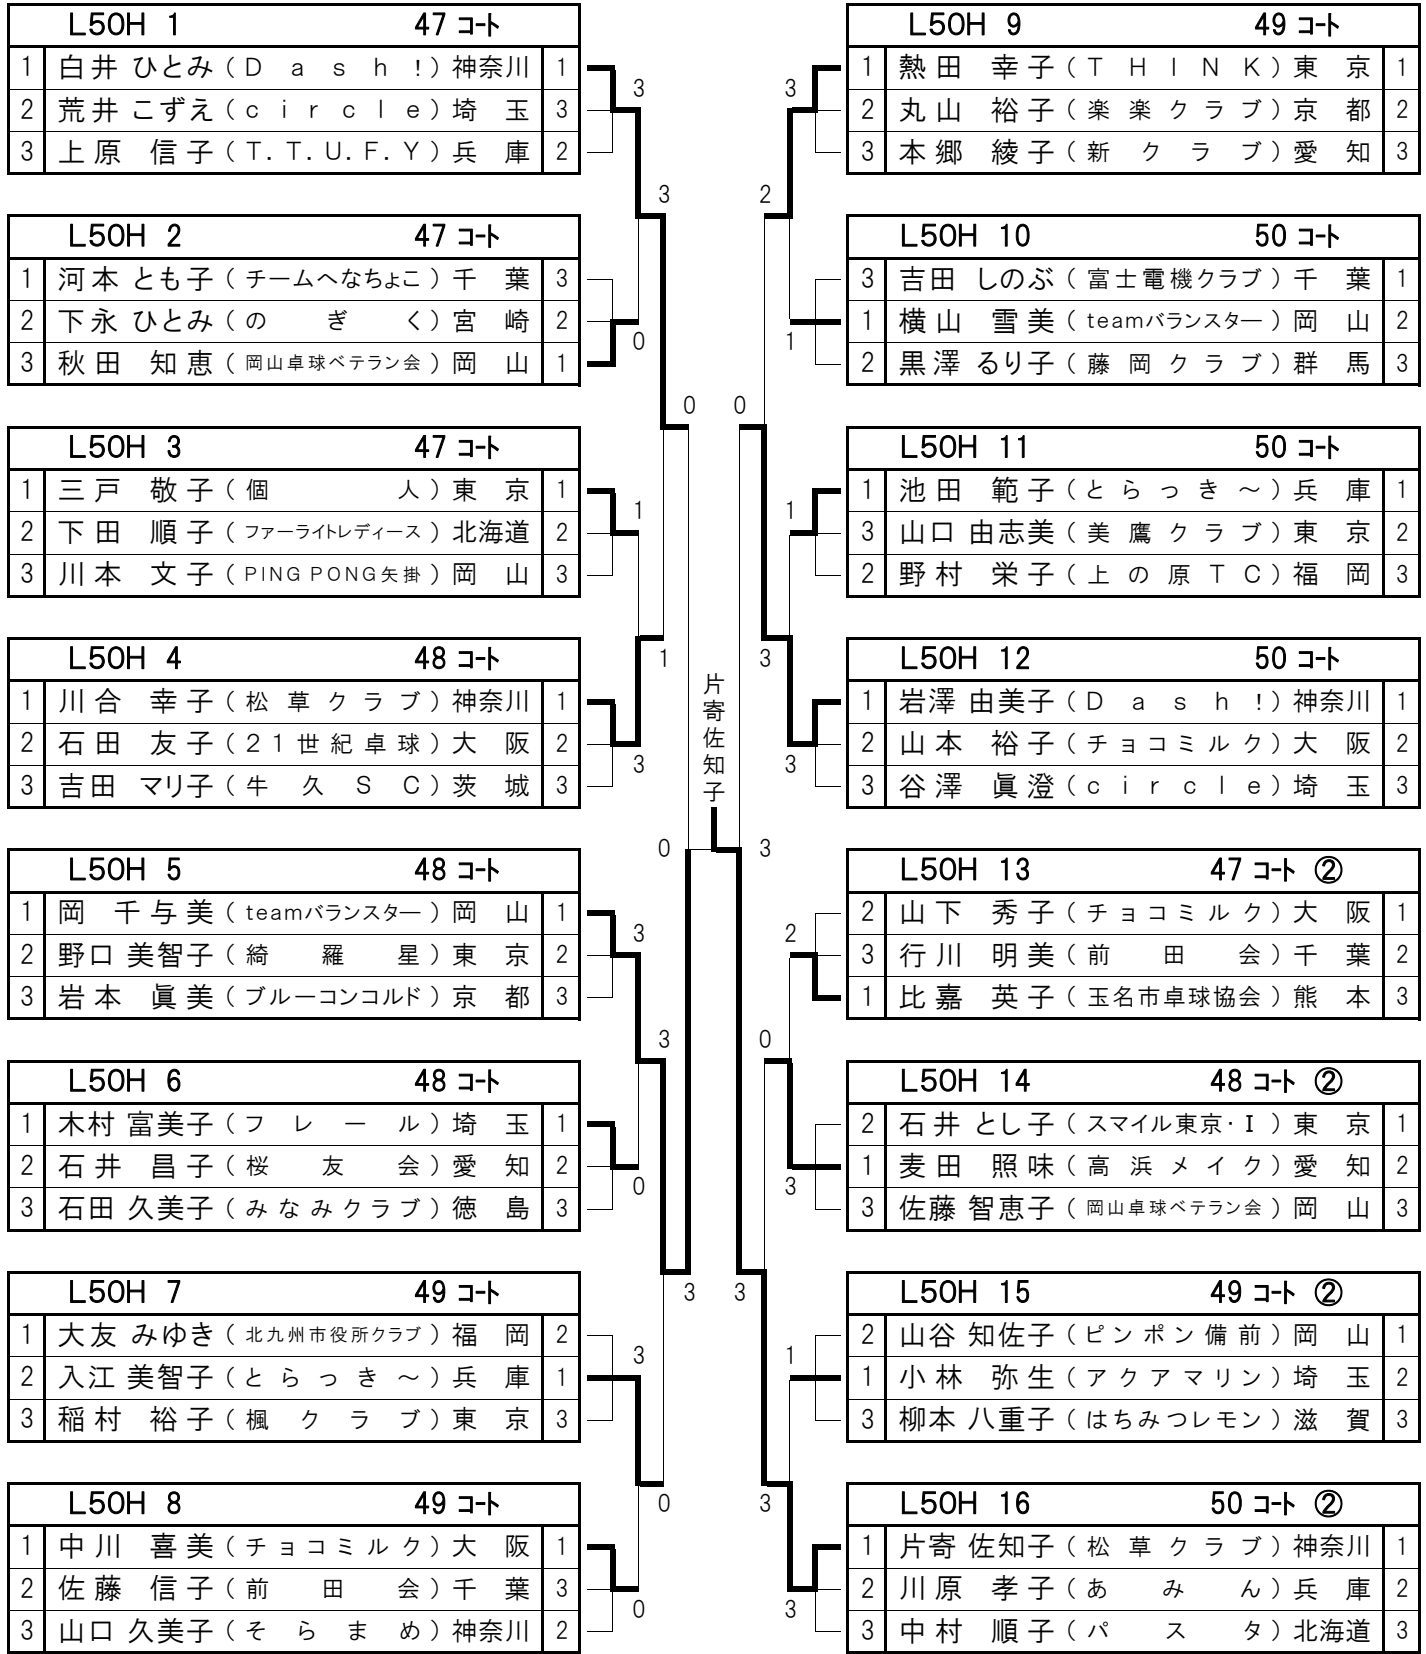 L50H 1 47 コート
1 白井 ひとみ ( D a s h ! ) 神奈川 1
2 荒井 こずえ ( c i r c l e ) 埼 玉 3
3 上原 信子 ( T. T. U. F. Y ) 兵 庫 2
3
3
L50H 2 47 コート
1 河本 とも子 ( チームへなちょこ ) 千 葉 3
2 下永 ひとみ ( の ぎ く ) 宮 崎 2
3 秋田 知恵 ( 岡山卓球ベテラン会 ) 岡 山 1
0
0
L50H 3 47 コート
1 三戸 敬子 ( 個 人 ) 東 京 1
2 下田 順子 ( ファーライトレディース ) 北海道 2
3 川本 文子 ( PING PONG矢掛 ) 岡 山 3
1
1
L50H 4 48 コート
1 川合 幸子 ( 松草クラブ ) 神奈川 1
2 石田 友子 ( 21世紀卓球 ) 大 阪 2
3 吉田 マリ子 ( 牛久SC ) 茨 城 3
3
0
L50H 5 48 コート
1 岡 千与美 ( teamバランスター ) 岡 山 1
2 野口 美智子 ( 綺羅星 ) 東 京 2
3 岩本 眞美 ( ブルーコンコルド ) 京 都 3
3
3
L50H 6 48 コート
1 木村 富美子 ( フレール ) 埼 玉 1
2 石井 昌子 ( 桜友会 ) 愛 知 2
3 石田 久美子 ( みなみクラブ ) 徳 島 3
0
3
L50H 7 49 コート
1 大友 みゆき ( 北九州市役所クラブ ) 福 岡 2
2 入江 美智子 ( とらっき～ ) 兵 庫 1
3 稲村 裕子 ( 楓クラブ ) 東 京 3
3
0
L50H 8 49 コート
1 中川 喜美 ( チョコミルク ) 大 阪 1
2 佐藤 信子 ( 前田会 ) 千 葉 3
3 山口 久美子 ( そらまめ ) 神奈川 2
0
片寄佐知子
L50H 9 49 コート
1 熱田 幸子 ( T H I N K ) 東 京 1
2 丸山 裕子 ( 楽楽クラブ ) 京 都 2
3 本郷 綾子 ( 新クラブ ) 愛 知 3
3
2
L50H 10 50 コート
3 吉田 しのぶ ( 富士電機クラブ ) 千 葉 1
1 横山 雪美 ( teamバランスター ) 岡 山 2
2 黒澤 るり子 ( 藤岡クラブ ) 群 馬 3
1
0
L50H 11 50 コート
1 池田 範子 ( とらっき～ ) 兵 庫 1
3 山口 由志美 ( 美鷹クラブ ) 東 京 2
2 野村 栄子 ( 上の原TC ) 福 岡 3
1
3
L50H 12 50 コート
1 岩澤 由美子 ( D a s h ! ) 神奈川 1
2 山本 裕子 ( チョコミルク ) 大 阪 2
3 谷澤 眞澄 ( c i r c l e ) 埼 玉 3
3
3
L50H 13 47 コート ②
2 山下 秀子 ( チョコミルク ) 大 阪 1
3 行川 明美 ( 前田会 ) 千 葉 2
1 比嘉 英子 ( 玉名市卓球協会 ) 熊 本 3
2
0
L50H 14 48 コート ②
2 石井 とし子 ( スマイル東京・I ) 東 京 1
1 麦田 照味 ( 高浜メイク ) 愛 知 2
3 佐藤 智恵子 ( 岡山卓球ベテラン会 ) 岡 山 3
3
3
L50H 15 49 コート ②
2 山谷 知佐子 ( ピンポン備前 ) 岡 山 1
1 小林 弥生 ( アクアマリン ) 埼 玉 2
3 柳本 八重子 ( はちみつレモン ) 滋 賀 3
1
3
L50H 16 50 コート ②
1 片寄 佐知子 ( 松草クラブ ) 神奈川 1
2 川原 孝子 ( あみん ) 兵 庫 2
3 中村 順子 ( パスタ ) 北海道 3
3